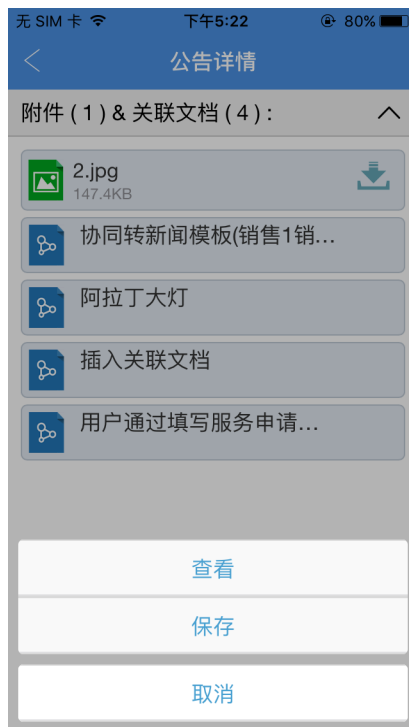 无 SIM 卡 下午5:22 80%
公告详情
附件 ( 1 ) & 关联文档 ( 4 ) :
2.jpg
147.4KB
协同转新闻模板(销售1销...
阿拉丁大灯
插入关联文档
用户通过填写服务申请...
查看
保存
取消